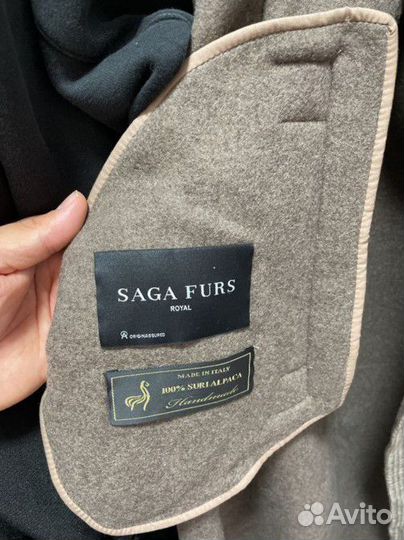 SAGA FURS
ROYAL
ORIGINASSURED
MADE IN ITALY
100% SURI ALPACA
Handmade
Avito